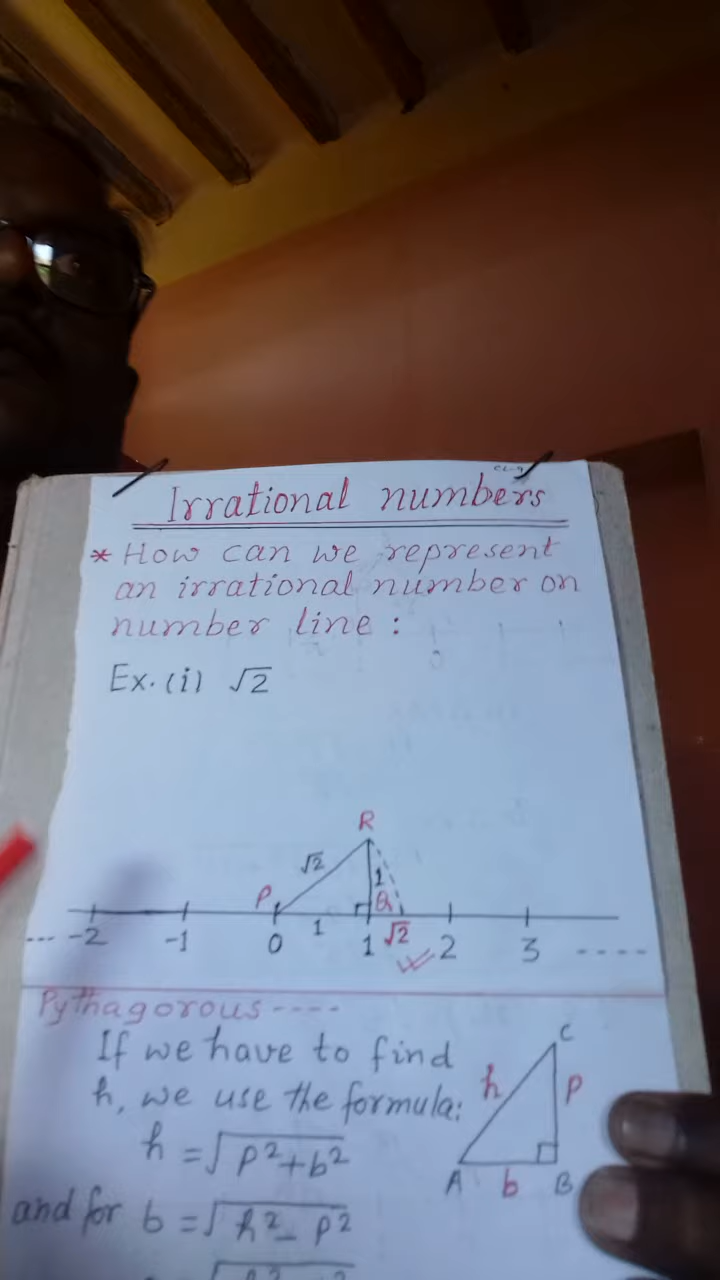 Irrational numbers
* How can we represent
an irrational number on
number line :
Ex. (i) √2
R
√2
1
P
Q
--- -2 -1 0 1 1 √2 2 3 ----
Pythagorous ----
If we have to find
h, we use the formula:
h = √p²+b²
and for b = √h²- p²
C
h
p
A b B